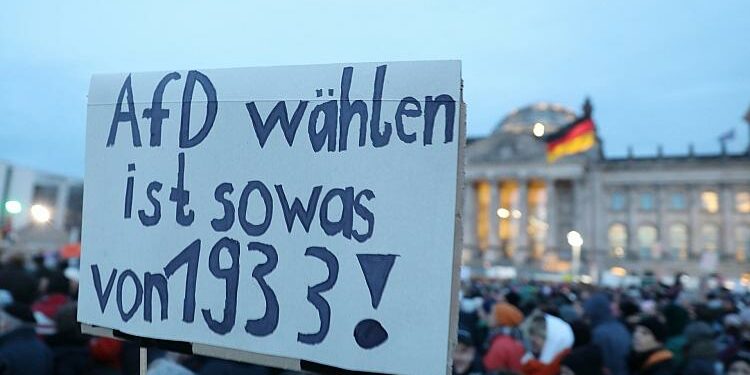 AfD wählen
ist sowas
von 1933!